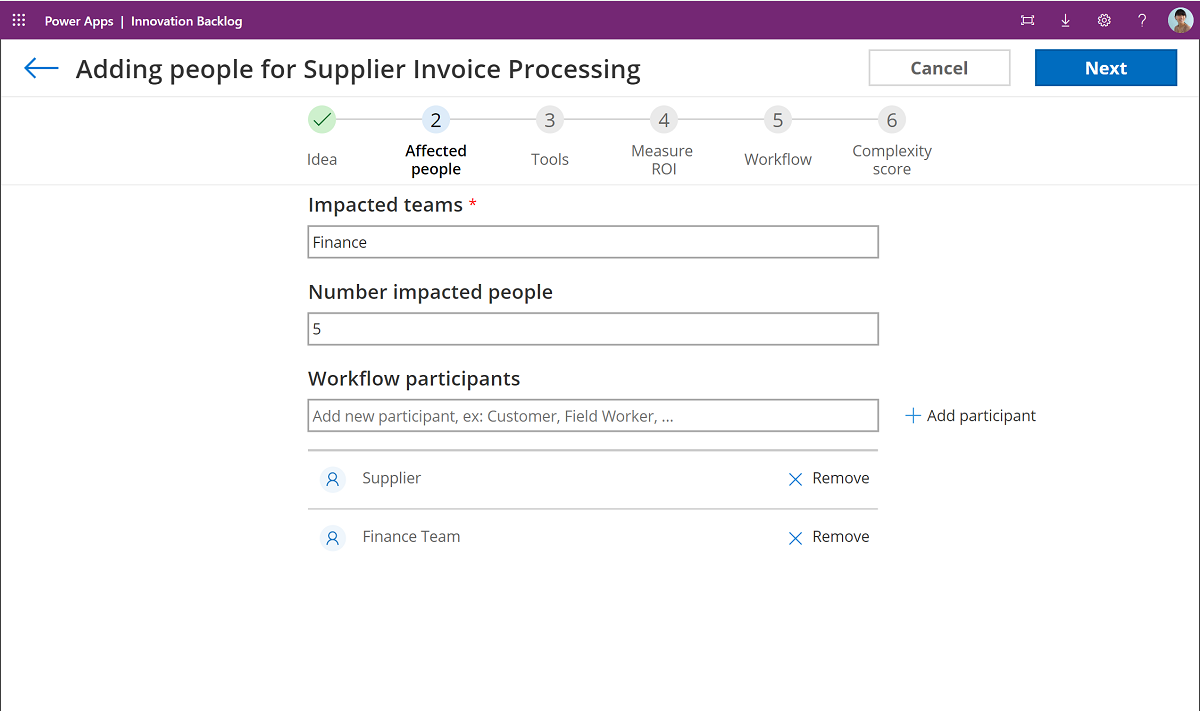 Power Apps | Innovation Backlog
?
Adding people for Supplier Invoice Processing
Cancel
Next
2
3
4
5
6
Idea
Affected
people
Tools
Measure
ROI
Workflow
Complexity
score
Impacted teams *
Finance
Number impacted people
5
Workflow participants
Add new participant, ex: Customer, Field Worker, ...
Add participant
Supplier
Remove
Finance Team
Remove